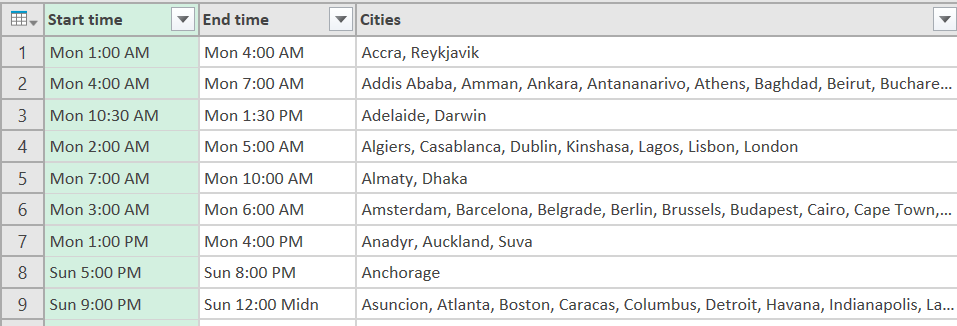 Start time End time Cities
1 Mon 1:00 AM Mon 4:00 AM Accra, Reykjavik
2 Mon 4:00 AM Mon 7:00 AM Addis Ababa, Amman, Ankara, Antananarivo, Athens, Baghdad, Beirut, Buchare...
3 Mon 10:30 AM Mon 1:30 PM Adelaide, Darwin
4 Mon 2:00 AM Mon 5:00 AM Algiers, Casablanca, Dublin, Kinshasa, Lagos, Lisbon, London
5 Mon 7:00 AM Mon 10:00 AM Almaty, Dhaka
6 Mon 3:00 AM Mon 6:00 AM Amsterdam, Barcelona, Belgrade, Berlin, Brussels, Budapest, Cairo, Cape Town,...
7 Mon 1:00 PM Mon 4:00 PM Anadyr, Auckland, Suva
8 Sun 5:00 PM Sun 8:00 PM Anchorage
9 Sun 9:00 PM Sun 12:00 Midn Asuncion, Atlanta, Boston, Caracas, Columbus, Detroit, Havana, Indianapolis, La...